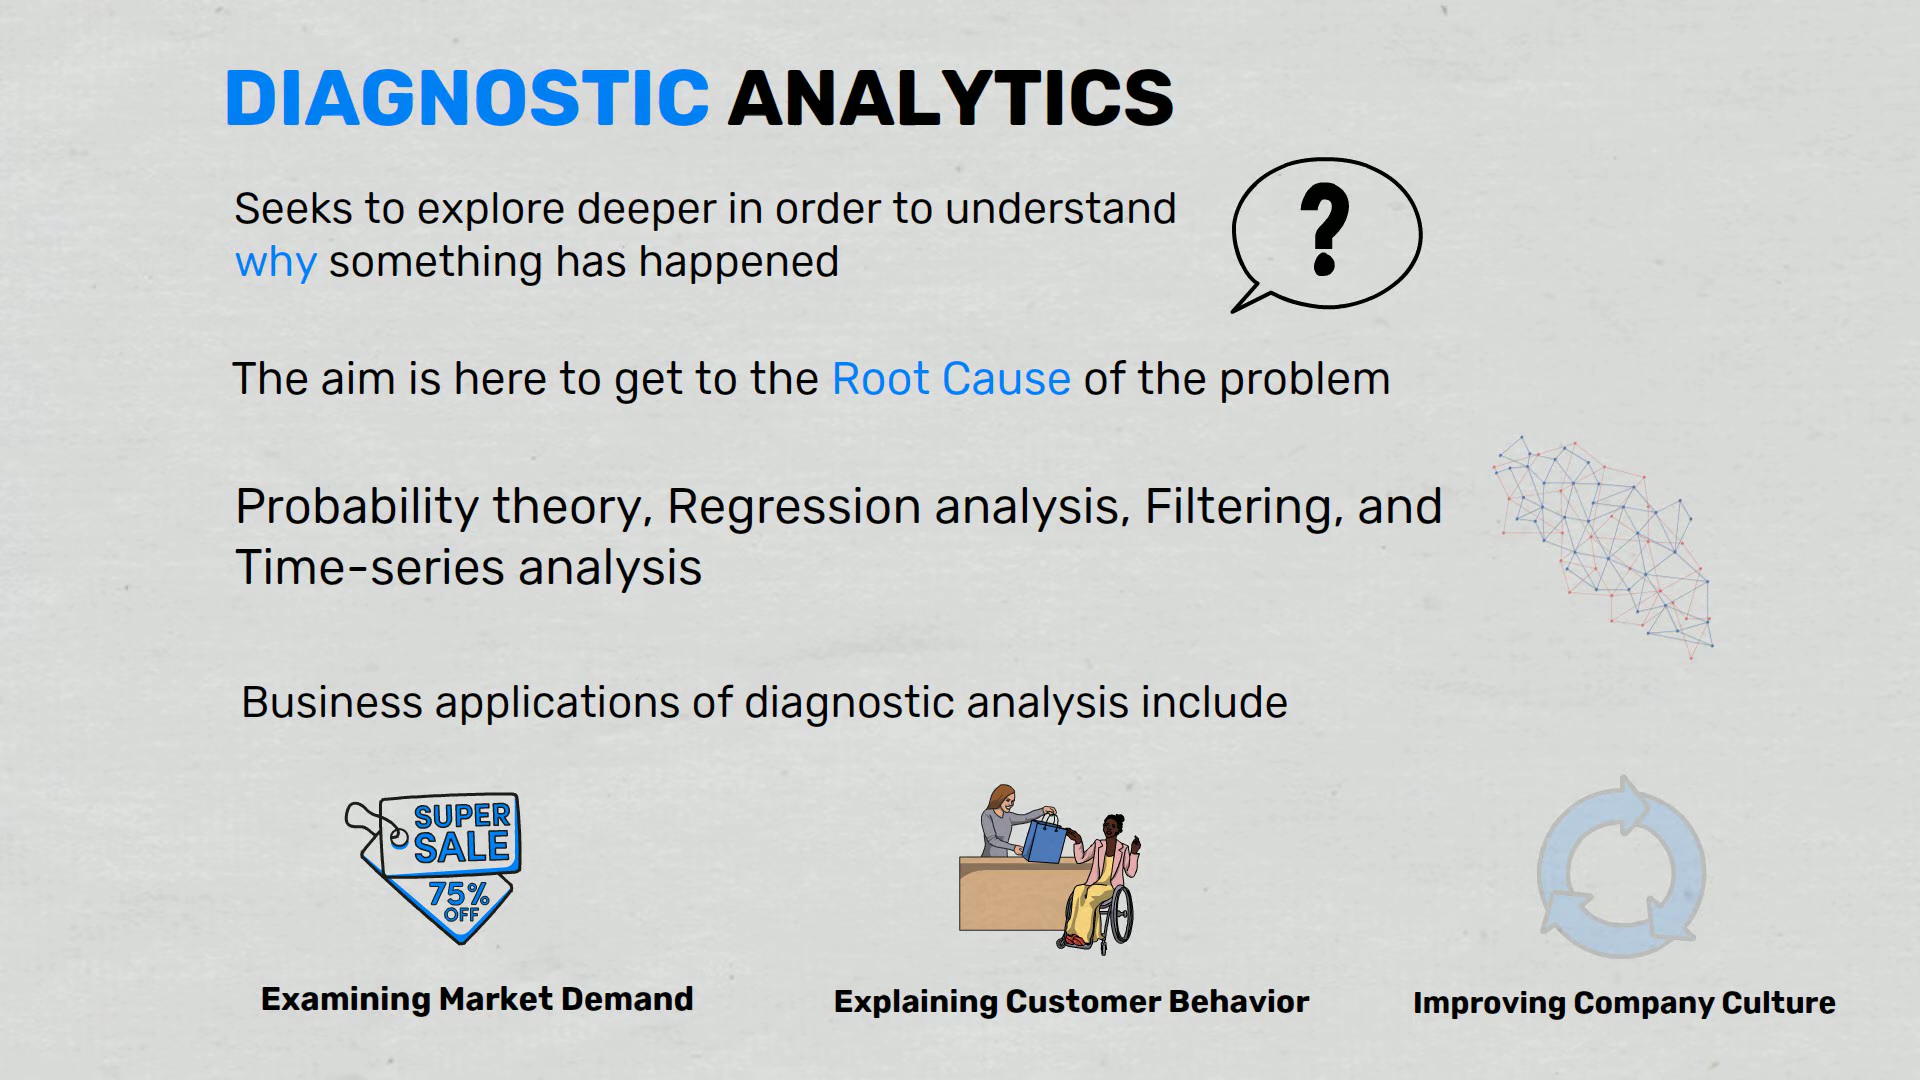 DIAGNOSTIC ANALYTICS
Seeks to explore deeper in order to understand
why something has happened
?
The aim is here to get to the Root Cause of the problem
Probability theory, Regression analysis, Filtering, and
Time-series analysis
Business applications of diagnostic analysis include
SUPER
SALE
75%
OFF
Examining Market Demand
Explaining Customer Behavior
Improving Company Culture